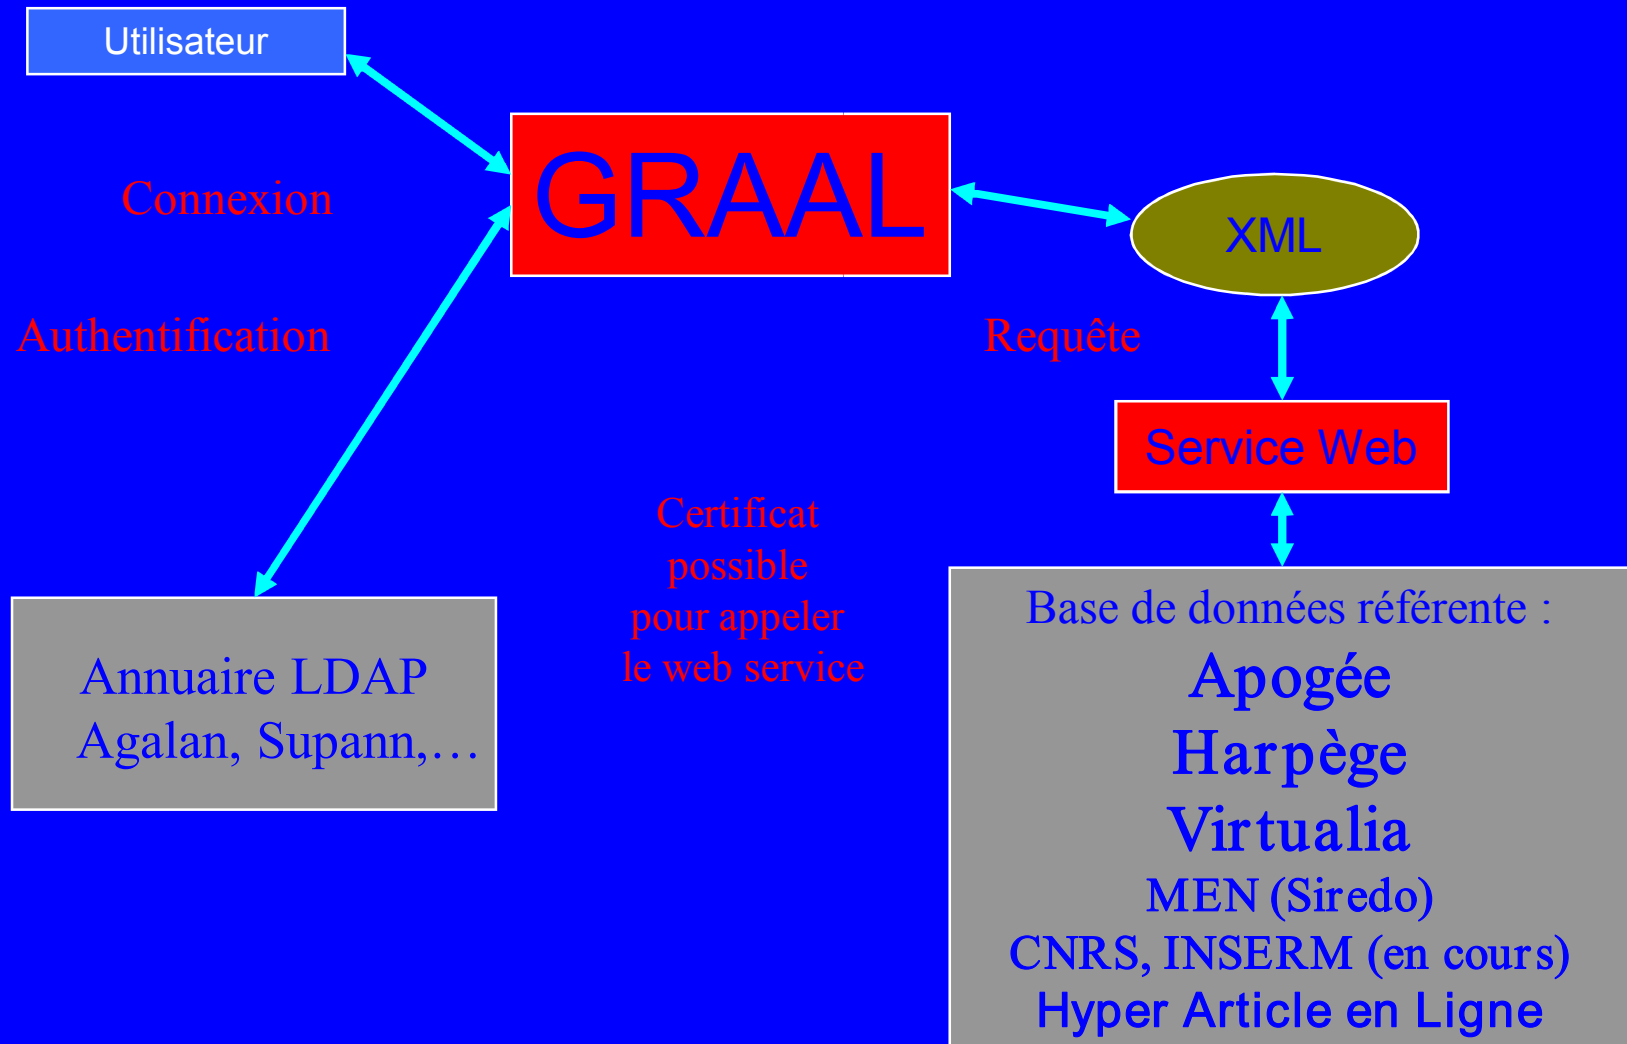 Utilisateur
GRAAL
Connexion
XML
Authentification
Requête
Service Web
Certificat
possible
pour appeler
le web service
Annuaire LDAP
Agalan, Supann,…
Base de données référente :
Apogée
Harpège
Virtualia
MEN (Siredo)
CNRS, INSERM (en cours)
Hyper Article en Ligne